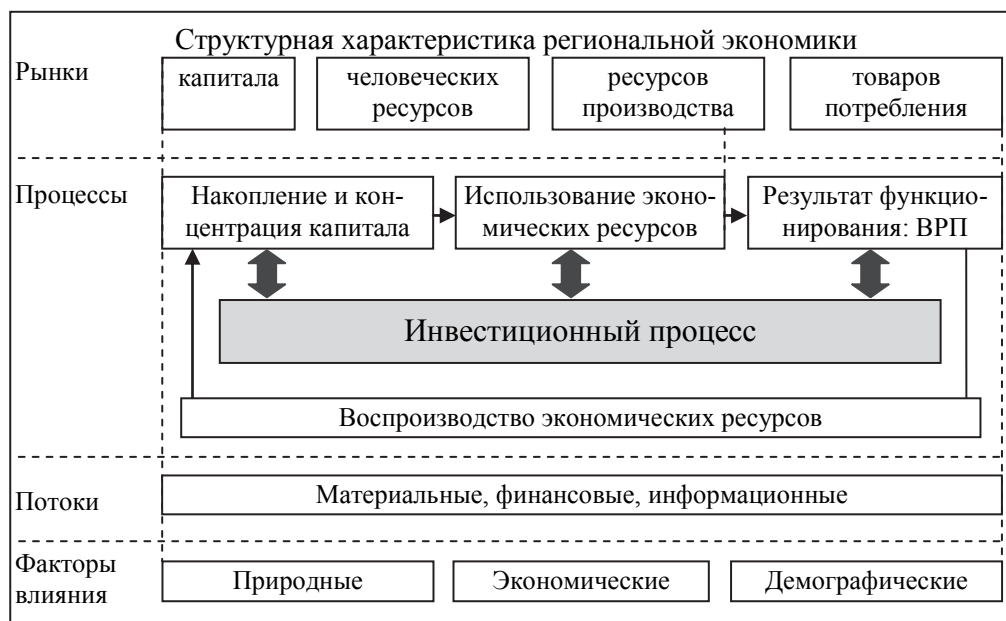 Структурная характеристика региональной экономики
Рынки
капитала
человеческих
ресурсов
ресурсов
производства
товаров
потребления
Процессы
Накопление и кон-
центрация капитала
Использование эконо-
мических ресурсов
Результат функцио-
нирования: ВРП
Инвестиционный процесс
Воспроизводство экономических ресурсов
Потоки
Материальные, финансовые, информационные
Факторы
влияния
Природные
Экономические
Демографические